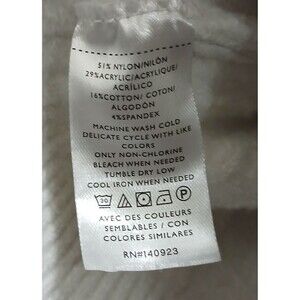 51% NYLON/NILÓN
29%ACRYLIC/ACRYLIQUE/
ACRÍLICO
16%COTTON/ COTON/
ALGODÓN
4%SPANDEX
MACHINE WASH COLD
DELICATE CYCLE WITH LIKE
COLORS
ONLY NON-CHLORINE
BLEACH WHEN NEEDED
TUMBLE DRY LOW
COOL IRON WHEN NEEDED
30 P
AVEC DES COULEURS
SEMBLABLES / CON
COLORES SIMILARES
RN#140923